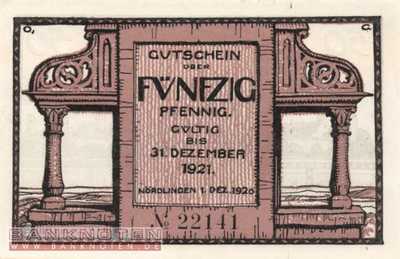 O. G.
GUTSCHEIN
ÜBER
FÜNFZIG
PFENNIG.
GÜLTIG
BIS
31. DEZEMBER
1921.
NÖRDLINGEN 1. DEZ. 1920
№ 22141
BANKNOTEN
WWW.BANKNOTEN.DE